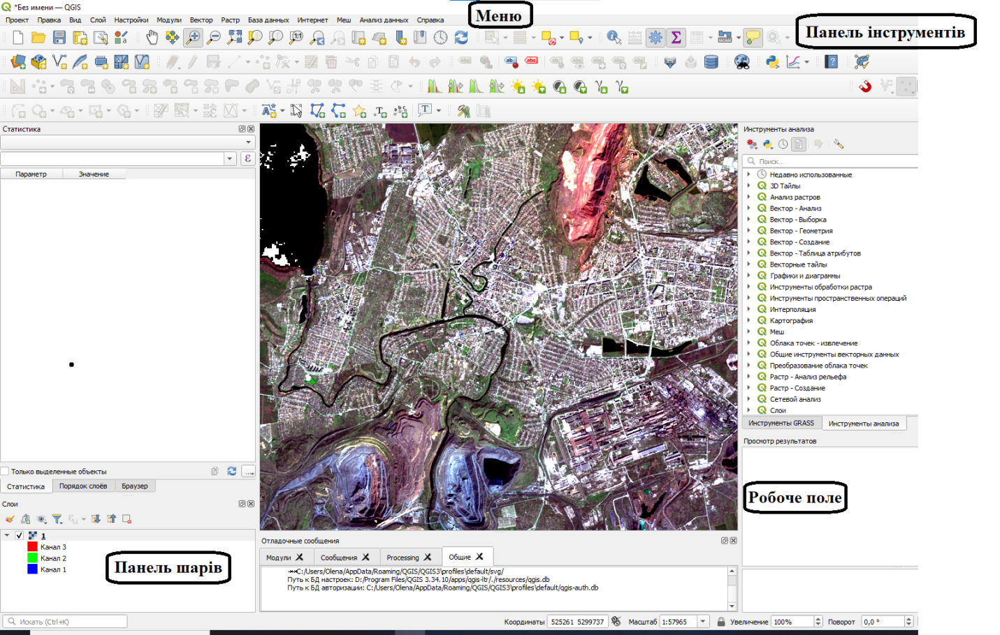 *Без имени — QGIS
Проект Правка Вид Слой Настройки Модули Вектор Растр База данных Интернет Меш Анализ данных Справка
Меню
Панель інструментів
Статистика
Параметр Значение
Только выделенные объекты
Статистика Порядок слоёв Браузер
Слои
1
Канал 3
Канал 2
Канал 1
Панель шарів
Искать (Ctrl+K)
Отладочные сообщения
Модули Сообщения Processing Общие
C:/Users/Olena/AppData/Roaming/QGIS/QGIS3\profiles\default/svg/
Путь к БД настроек: D:/Program Files/QGIS 3.34.10/apps/qgis-ltr/./resources/qgis.db
Путь к БД авторизации: C:/Users/Olena/AppData/Roaming/QGIS/QGIS3\profiles\default/qgis-auth.db
Инструменты анализа
Поиск...
Недавно использованные
3D Тайлы
Анализ растров
Вектор - Анализ
Вектор - Выборка
Вектор - Геометрия
Вектор - Создание
Вектор - Таблица атрибутов
Векторные тайлы
Графики и диаграммы
Инструменты обработки растра
Инструменты пространственных операций
Интерполяция
Картография
Меш
Облака точек - извлечение
Общие инструменты векторных данных
Преобразование облака точек
Растр - Анализ рельефа
Растр - Создание
Сетевой анализ
Слои
Инструменты GRASS Инструменты анализа
Просмотр результатов
Робоче поле
Координаты 525261 5299737 Масштаб 1:57965 Увеличение 100% Поворот 0,0 °